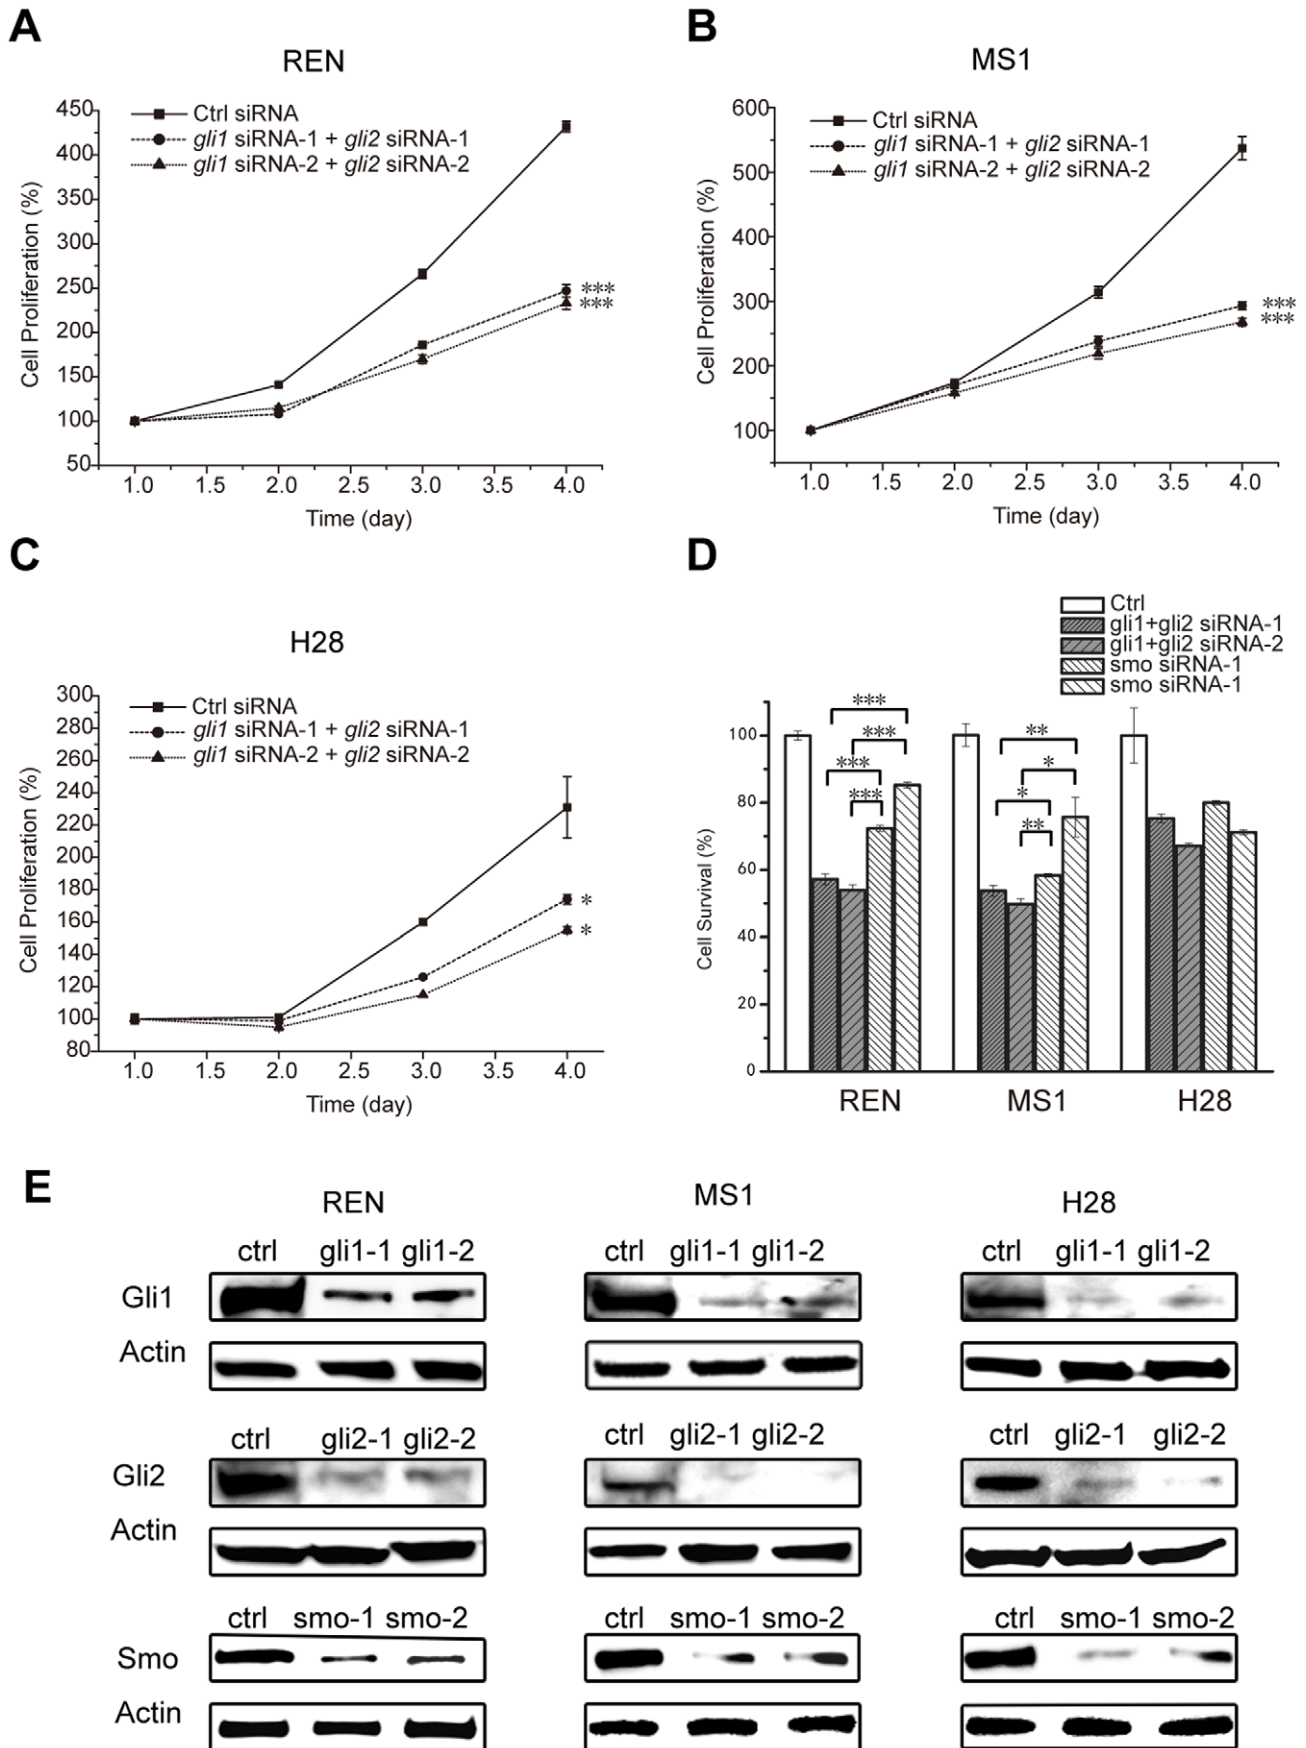 A
REN
450
400
350
300
250
200
150
100
50
Cell Proliferation (%)
Ctrl siRNA
gli1 siRNA-1 + gli2 siRNA-1
gli1 siRNA-2 + gli2 siRNA-2
***
***
1.0 1.5 2.0 2.5 3.0 3.5 4.0
Time (day)
B
MS1
600
500
400
300
200
100
Cell Proliferation (%)
Ctrl siRNA
gli1 siRNA-1 + gli2 siRNA-1
gli1 siRNA-2 + gli2 siRNA-2
***
***
1.0 1.5 2.0 2.5 3.0 3.5 4.0
Time (day)
C
H28
300
280
260
240
220
200
180
160
140
120
100
80
Cell Proliferation (%)
Ctrl siRNA
gli1 siRNA-1 + gli2 siRNA-1
gli1 siRNA-2 + gli2 siRNA-2
*
*
1.0 1.5 2.0 2.5 3.0 3.5 4.0
Time (day)
D
Ctrl
gli1+gli2 siRNA-1
gli1+gli2 siRNA-2
smo siRNA-1
smo siRNA-1
100
80
60
40
20
0
Cell Survival (%)
***
***
***
***
**
*
*
**
REN MS1 H28
E
REN MS1 H28
ctrl gli1-1 gli1-2 ctrl gli1-1 gli1-2 ctrl gli1-1 gli1-2
Gli1
Actin
ctrl gli2-1 gli2-2 ctrl gli2-1 gli2-2 ctrl gli2-1 gli2-2
Gli2
Actin
ctrl smo-1 smo-2 ctrl smo-1 smo-2 ctrl smo-1 smo-2
Smo
Actin